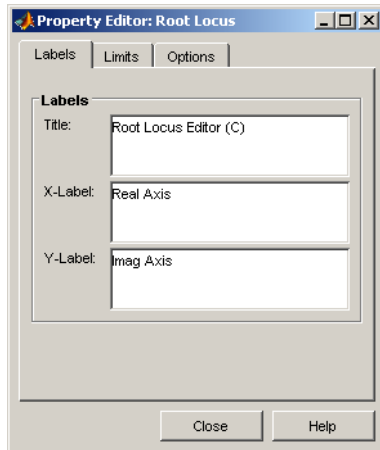 Property Editor: Root Locus
Labels Limits Options
Labels
Title: Root Locus Editor (C)
X-Label: Real Axis
Y-Label: Imag Axis
Close Help